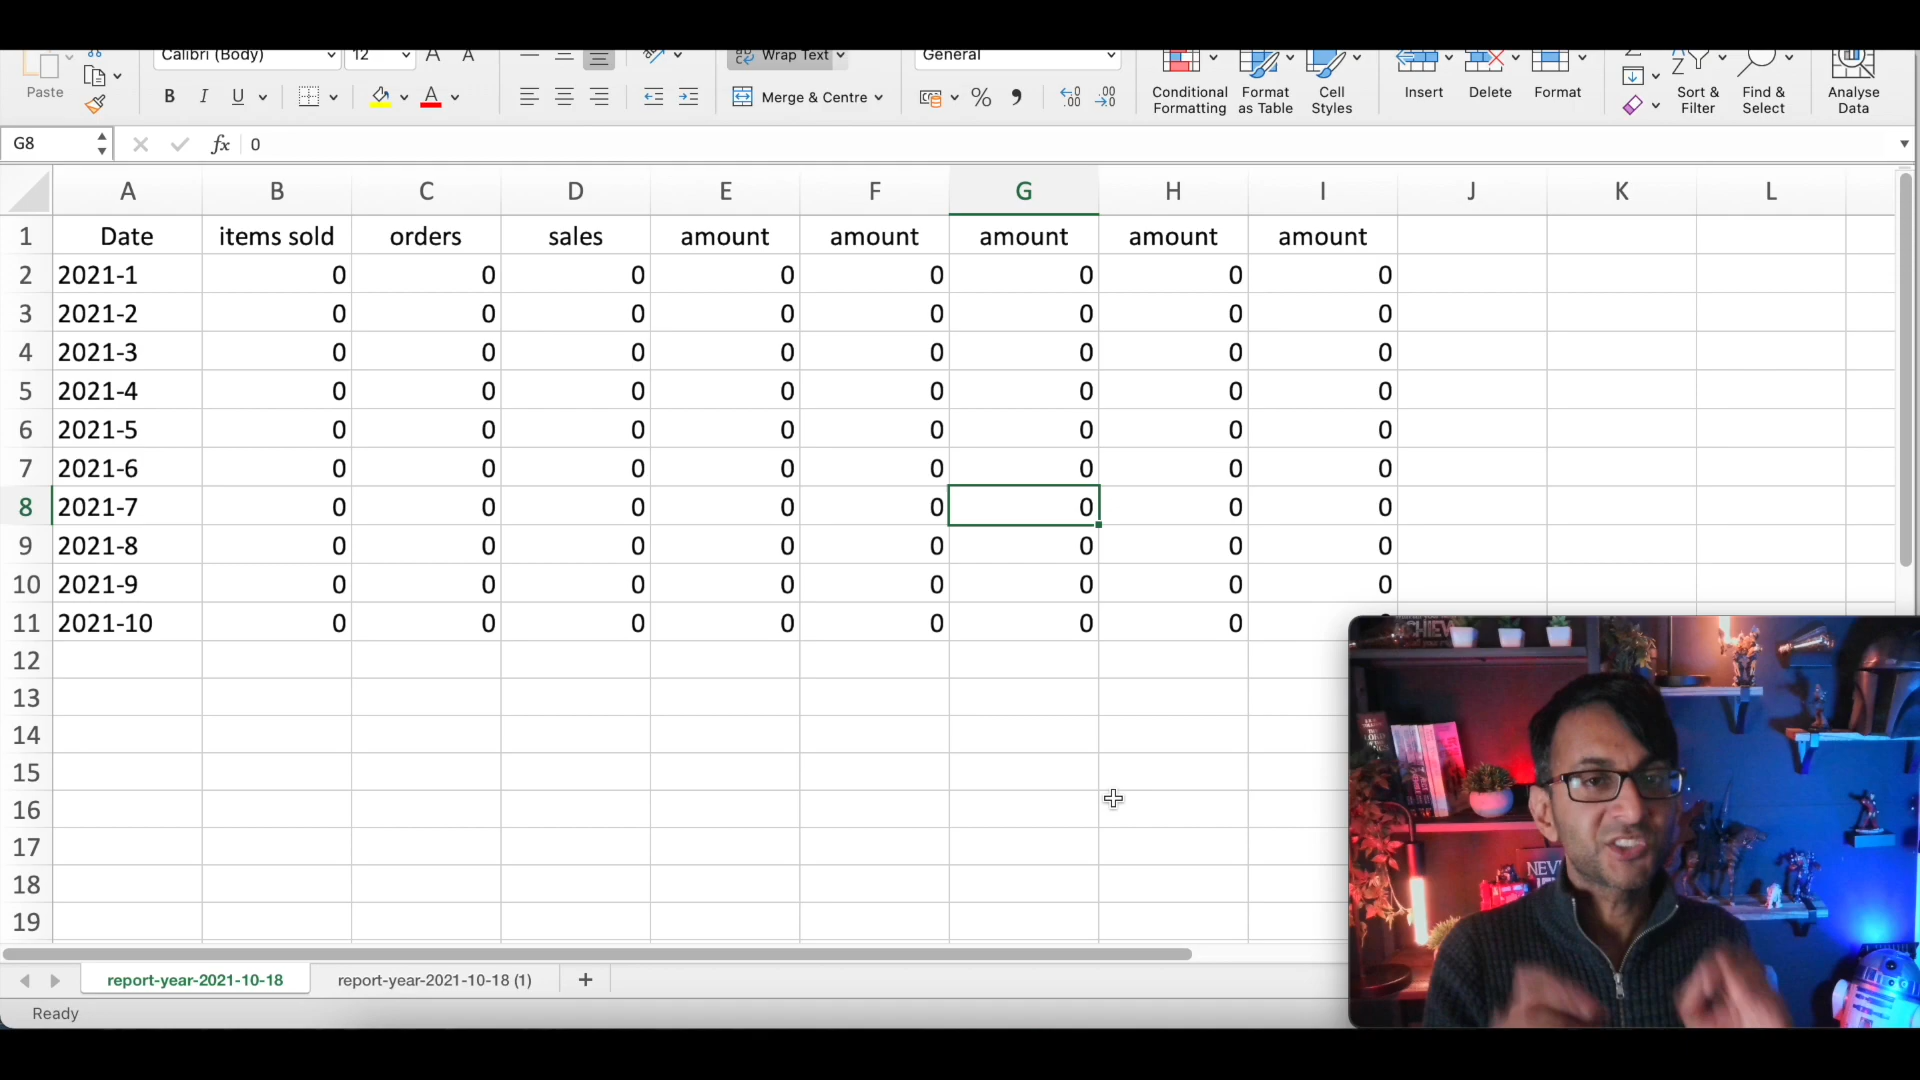 Calibri (Body) 12 A A Wrap Text General
Paste B I U A Merge & Centre % Conditional Formatting Format as Table Cell Styles Insert Delete Format Sort & Filter Find & Select Analyse Data
G8 fx 0
A B C D E F G H I J K L
1 Date items sold orders sales amount amount amount amount amount
2 2021-1 0 0 0 0 0 0 0 0
3 2021-2 0 0 0 0 0 0 0 0
4 2021-3 0 0 0 0 0 0 0 0
5 2021-4 0 0 0 0 0 0 0 0
6 2021-5 0 0 0 0 0 0 0 0
7 2021-6 0 0 0 0 0 0 0 0
8 2021-7 0 0 0 0 0 0 0 0
9 2021-8 0 0 0 0 0 0 0 0
10 2021-9 0 0 0 0 0 0 0 0
11 2021-10 0 0 0 0 0 0 0
12
13
14
15
16
17
18
19
report-year-2021-10-18 report-year-2021-10-18 (1) +
Ready